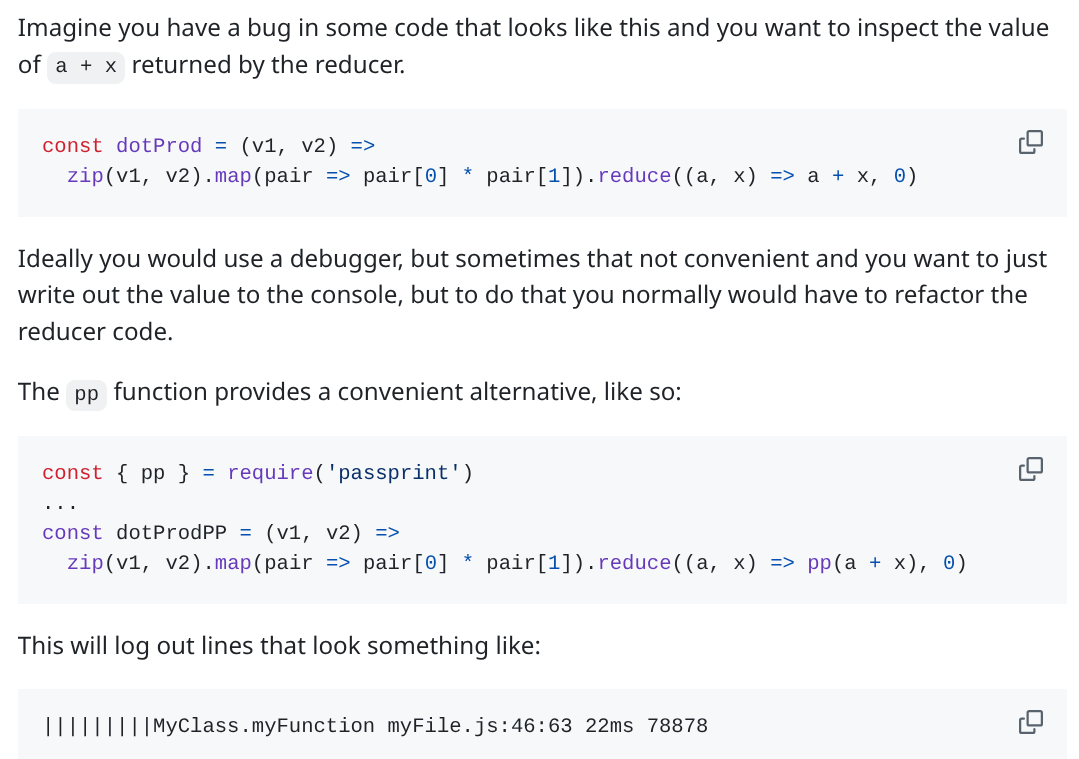 Imagine you have a bug in some code that looks like this and you want to inspect the value
of a + x returned by the reducer.
const dotProd = (v1, v2) =>
  zip(v1, v2).map(pair => pair[0] * pair[1]).reduce((a, x) => a + x, 0)
Ideally you would use a debugger, but sometimes that not convenient and you want to just
write out the value to the console, but to do that you normally would have to refactor the
reducer code.
The pp function provides a convenient alternative, like so:
const { pp } = require('passprint')
...
const dotProdPP = (v1, v2) =>
  zip(v1, v2).map(pair => pair[0] * pair[1]).reduce((a, x) => pp(a + x), 0)
This will log out lines that look something like:
|||||||||MyClass.myFunction myFile.js:46:63 22ms 78878